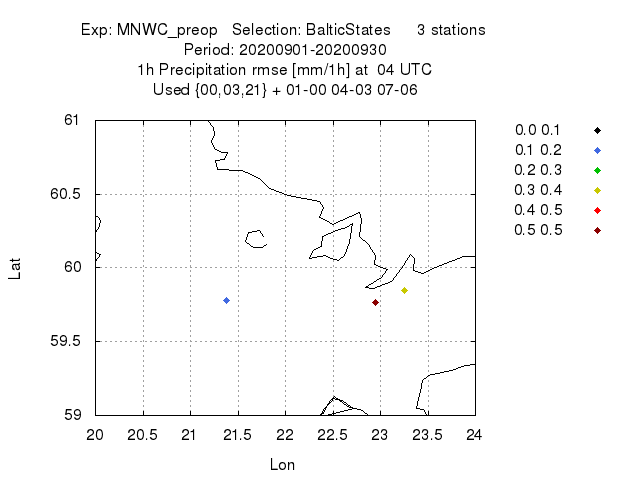 Exp: MNWC_preop Selection: BalticStates 3 stations
Period: 20200901-20200930
1h Precipitation rmse [mm/1h] at 04 UTC
Used {00,03,21} + 01-00 04-03 07-06
61
60.5
60
59.5
59
Lat
20 20.5 21 21.5 22 22.5 23 23.5 24
Lon
0.0 0.1
0.1 0.2
0.2 0.3
0.3 0.4
0.4 0.5
0.5 0.5